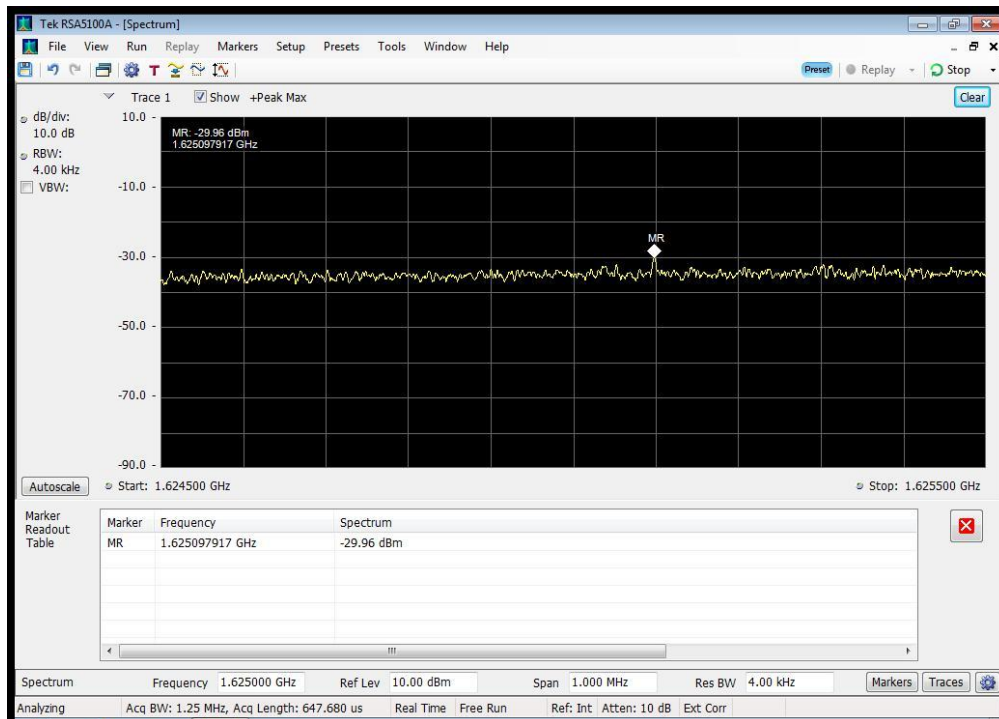 Tek RSA5100A - [Spectrum]
File View Run Replay Markers Setup Presets Tools Window Help
T Preset Replay Stop
Trace 1 Show +Peak Max Clear
dB/div:
10.0 dB
RBW:
4.00 kHz
VBW:
10.0
-10.0
-30.0
-50.0
-70.0
-90.0
MR: -29.96 dBm
1.625097917 GHz
MR
Autoscale Start: 1.624500 GHz Stop: 1.625500 GHz
Marker
Readout
Table
Marker Frequency Spectrum
MR 1.625097917 GHz -29.96 dBm
Spectrum Frequency 1.625000 GHz Ref Lev 10.00 dBm Span 1.000 MHz Res BW 4.00 kHz Markers Traces
Analyzing Acq BW: 1.25 MHz, Acq Length: 647.680 us Real Time Free Run Ref: Int Atten: 10 dB Ext Corr